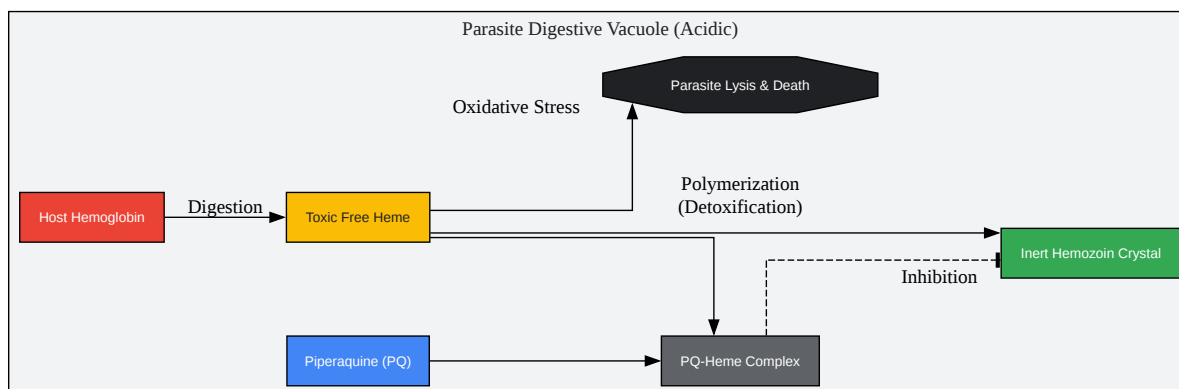 Parasite Digestive Vacuole (Acidic)
Parasite Lysis & Death
Oxidative Stress
Polymerization
(Detoxification)
Host Hemoglobin
Digestion
Toxic Free Heme
Inert Hemozoin Crystal
Inhibition
Piperaquine (PQ)
PQ-Heme Complex